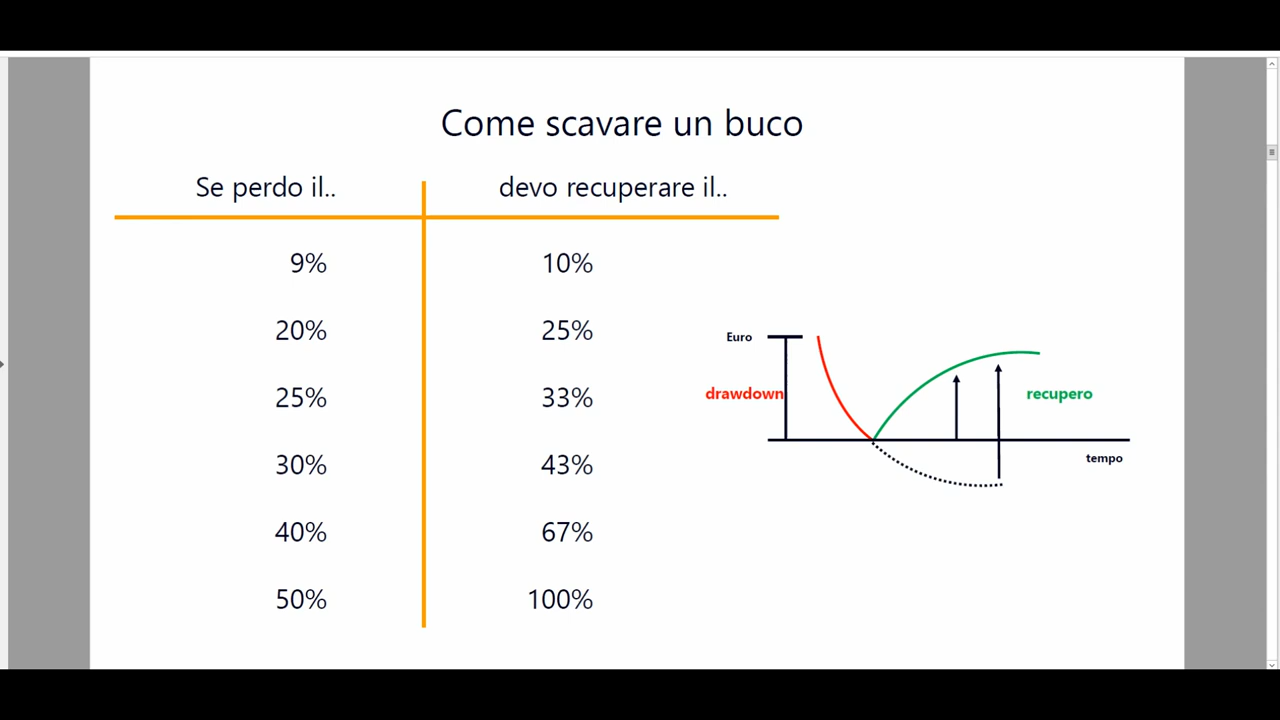 Come scavare un buco
Se perdo il.. devo recuperare il..
9% 10%
20% 25%
25% 33%
30% 43%
40% 67%
50% 100%
Euro
drawdown
recupero
tempo